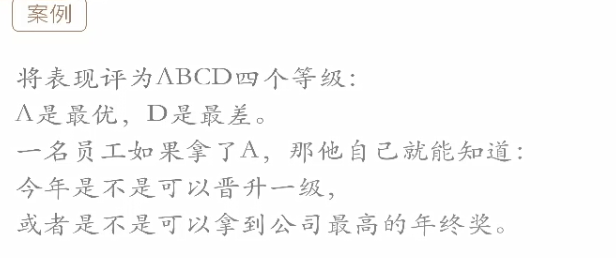 案例
将表现评为ABCD四个等级：
A是最优，D是最差。
一名员工如果拿了A，那他自己就能知道：
今年是不是可以晋升一级，
或者是不是可以拿到公司最高的年终奖。